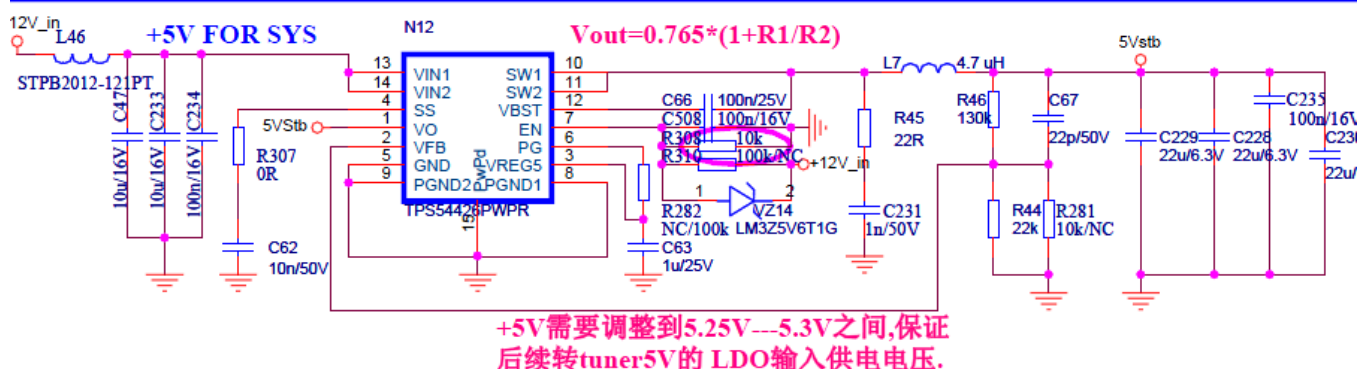 12V_in
L46
+5V FOR SYS
N12
Vout=0.765*(1+R1/R2)
STPB2012-121PT
C47
10u/16V
C233
10u/16V
C234
100n/16V
5VStb
R307
0R
C62
10n/50V
13 VIN1
14 VIN2
4 SS
1 VO
2 VFB
5 GND
9 PGND2
SW1 10
SW2 11
VBST 12
EN 7
PG 6
VREG5 3
PGND1 8
PwPd
15
TPS54426PWPR
C66 100n/25V
C508 100n/16V
R308 10k
R310 100k/NC
+12V_in
1 2
VZ14
LM3Z5V6T1G
R282
NC/100k
C63
1u/25V
L7 4.7 uH
R45
22R
C231
1n/50V
R46
130k
C67
22p/50V
R44
22k
R281
10k/NC
5Vstb
C229
22u/6.3V
C228
22u/6.3V
C235
100n/16V
22u/
+5V需要调整到5.25V---5.3V之间,保证
后续转tuner5V的 LDO输入供电电压.